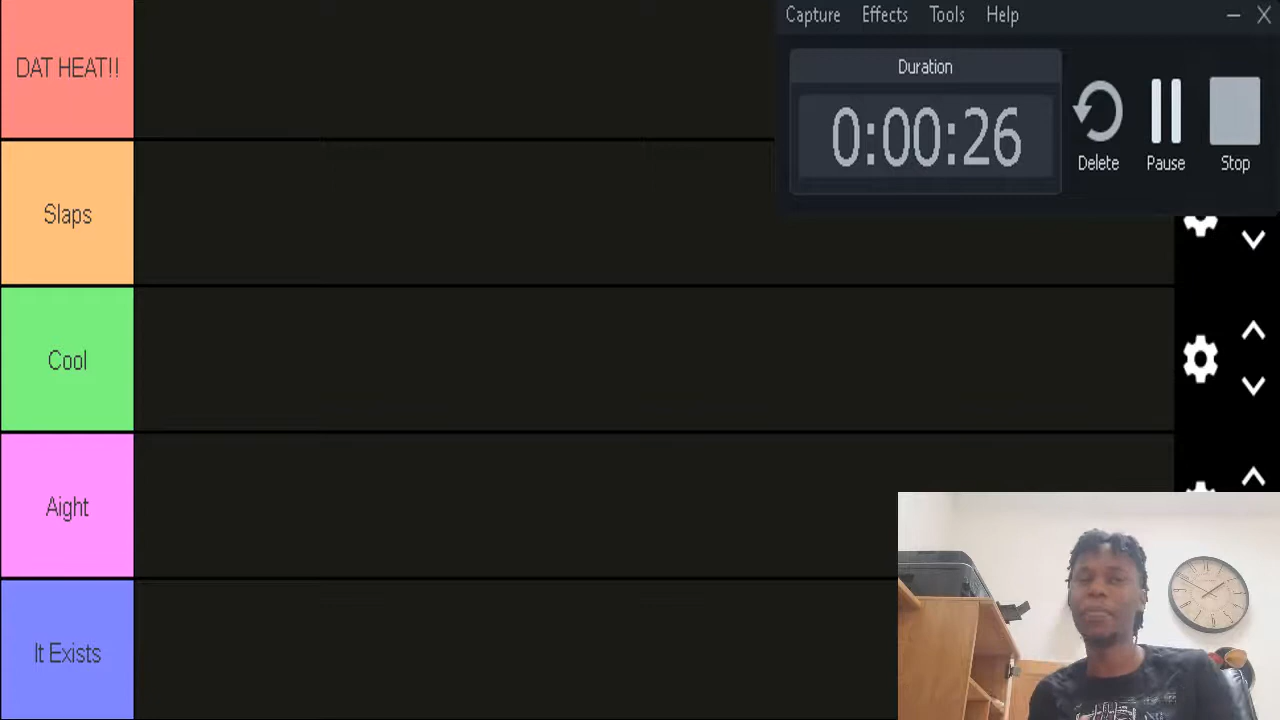 DAT HEAT!!
Slaps
Cool
Aight
It Exists
Capture Effects Tools Help
Duration
0:00:26
Delete Pause Stop